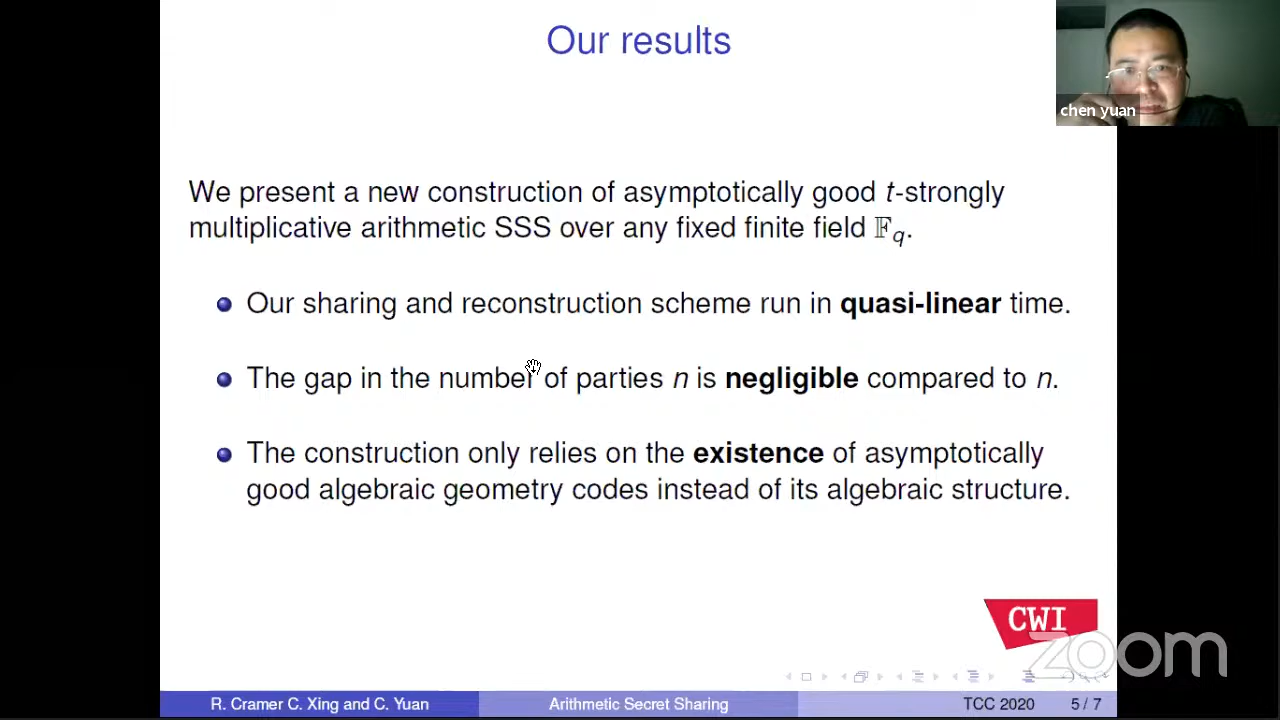 Our results
chen yuan
We present a new construction of asymptotically good t-strongly
multiplicative arithmetic SSS over any fixed finite field 𝔽q.
Our sharing and reconstruction scheme run in quasi-linear time.
The gap in the number of parties n is negligible compared to n.
The construction only relies on the existence of asymptotically
good algebraic geometry codes instead of its algebraic structure.
CWI
zoom
R. Cramer C. Xing and C. Yuan
Arithmetic Secret Sharing
TCC 2020
5 / 7